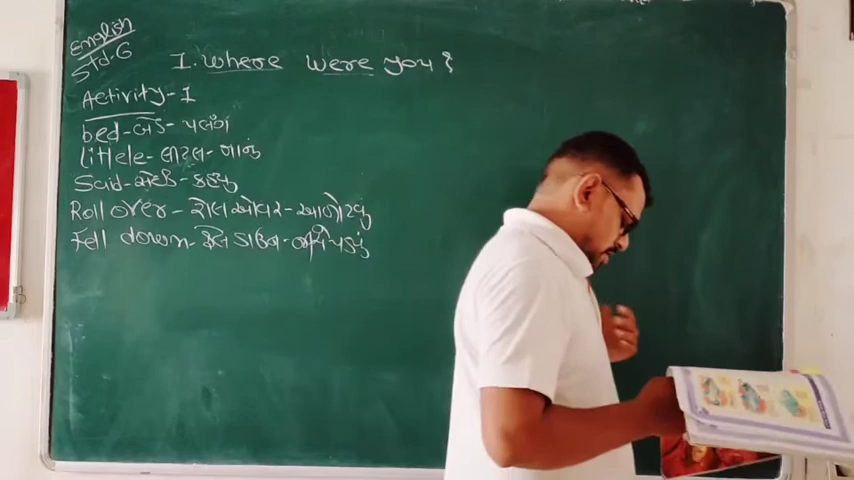 English
Std-6
1. Where were you?
Activity-1
bed-બેડ- પલંગ
Littele-લીટલ-નાનું
Said-સેઈડ-કહ્યું
Roll over-રોલ ઓવર-આળોટવું
Fell down-ફેલ ડાઉન-નીચે પડવું